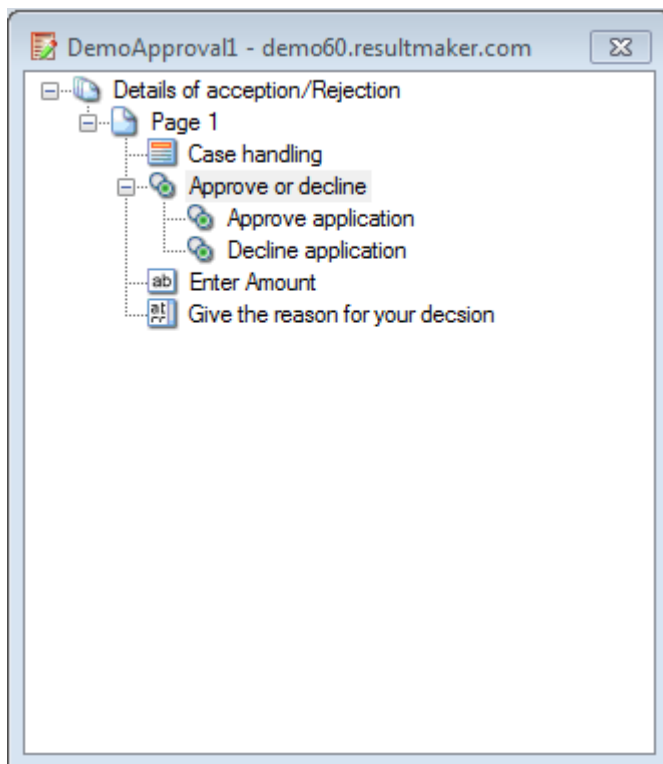 DemoApproval1 - demo60.resultmaker.com
Details of acception/Rejection
Page 1
Case handling
Approve or decline
Approve application
Decline application
ab Enter Amount
Give the reason for your decsion